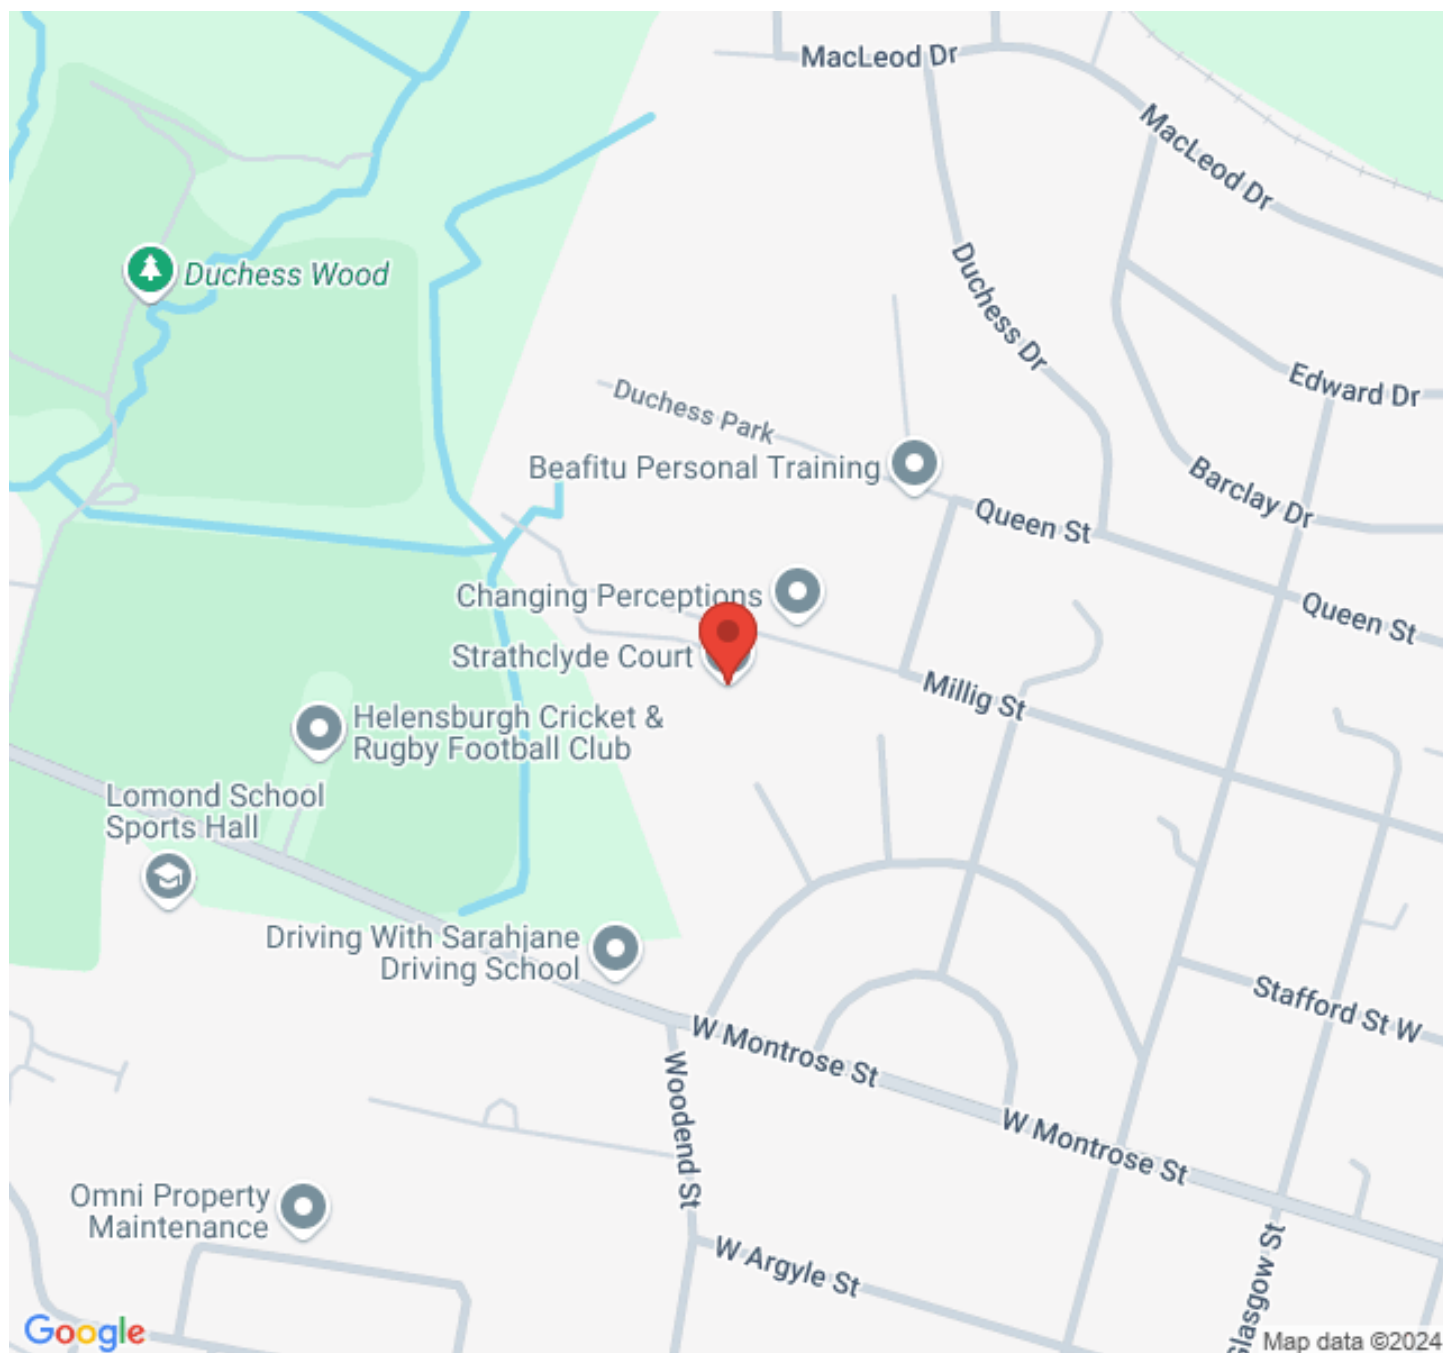 MacLeod Dr
MacLeod Dr
Duchess Wood
Duchess Dr
Edward Dr
Duchess Park
Beafitu Personal Training
Barclay Dr
Queen St
Changing Perceptions
Queen St
Strathclyde Court
Millig St
Helensburgh Cricket &
Rugby Football Club
Lomond School
Sports Hall
Driving With Sarahjane
Driving School
Stafford St W
W Montrose St
Woodend St
W Montrose St
Omni Property
Maintenance
W Argyle St
Glasgow St
Google
Map data ©2024